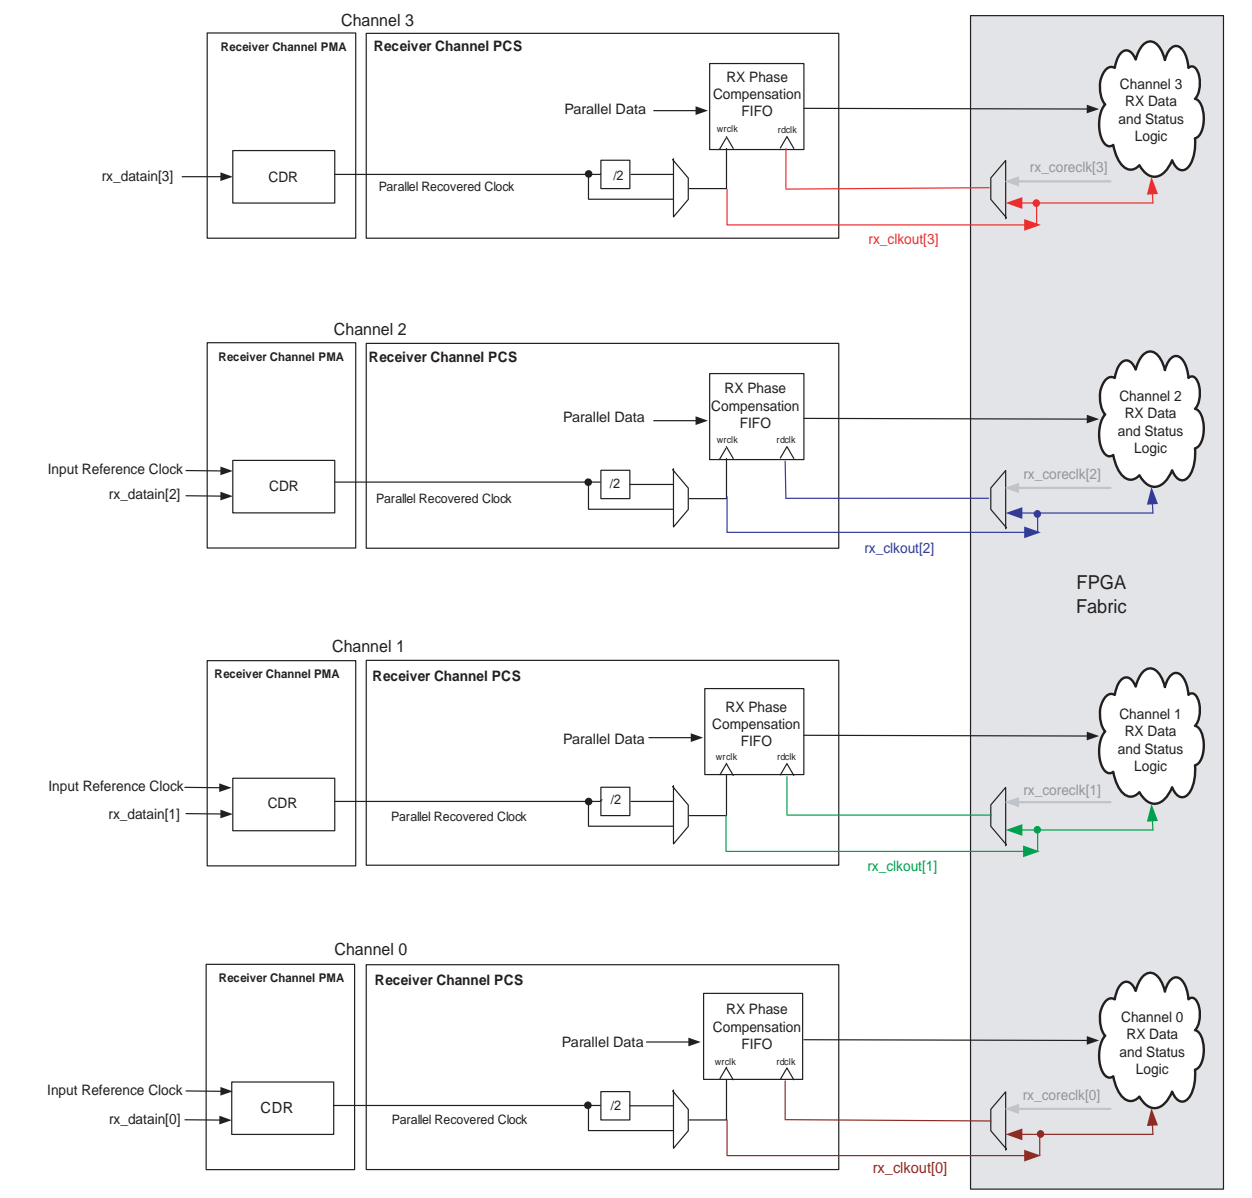 Channel 3
Receiver Channel PMA
Receiver Channel PCS
RX Phase
Compensation
FIFO
wrclk
rdclk
Parallel Data
Channel 3
RX Data
and Status
Logic
rx_datain[3]
CDR
Parallel Recovered Clock
/2
rx_coreclk[3]
rx_clkout[3]
Channel 2
Receiver Channel PMA
Receiver Channel PCS
RX Phase
Compensation
FIFO
wrclk
rdclk
Parallel Data
Channel 2
RX Data
and Status
Logic
Input Reference Clock
rx_datain[2]
CDR
Parallel Recovered Clock
/2
rx_coreclk[2]
rx_clkout[2]
FPGA
Fabric
Channel 1
Receiver Channel PMA
Receiver Channel PCS
RX Phase
Compensation
FIFO
wrclk
rdclk
Parallel Data
Channel 1
RX Data
and Status
Logic
Input Reference Clock
rx_datain[1]
CDR
Parallel Recovered Clock
/2
rx_coreclk[1]
rx_clkout[1]
Channel 0
Receiver Channel PMA
Receiver Channel PCS
RX Phase
Compensation
FIFO
wrclk
rdclk
Parallel Data
Channel 0
RX Data
and Status
Logic
Input Reference Clock
rx_datain[0]
CDR
Parallel Recovered Clock
/2
rx_coreclk[0]
rx_clkout[0]